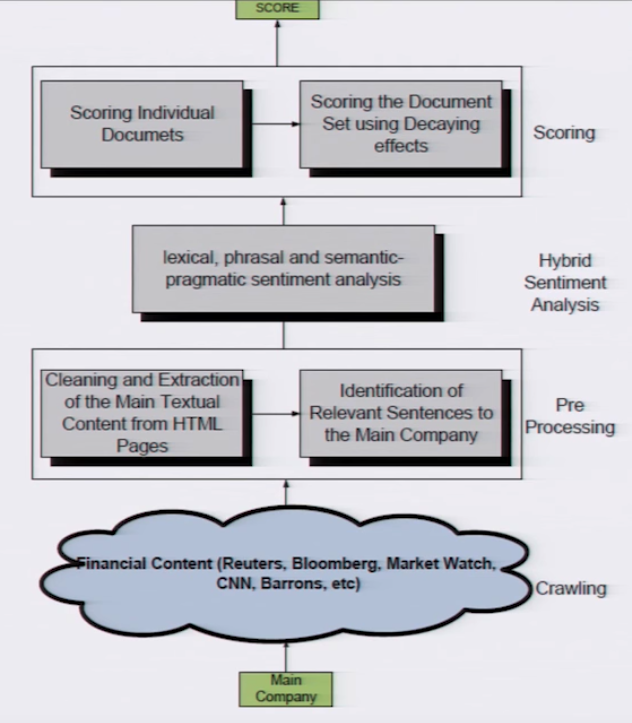 SCORE
Scoring Individual
Documets
Scoring the Document
Set using Decaying
effects
Scoring
lexical, phrasal and semantic-
pragmatic sentiment analysis
Hybrid
Sentiment
Analysis
Cleaning and Extraction
of the Main Textual
Content from HTML
Pages
Identification of
Relevant Sentences to
the Main Company
Pre
Processing
Financial Content (Reuters, Bloomberg, Market Watch,
CNN, Barrons, etc)
Crawling
Main
Company